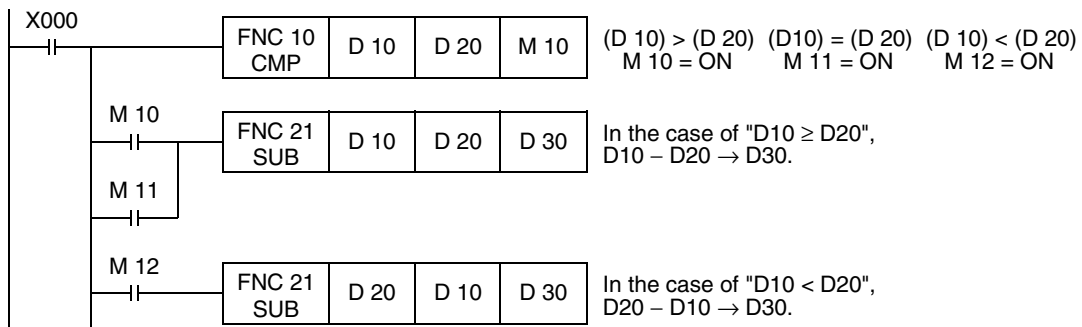 X000
FNC 10
CMP
D 10
D 20
M 10
(D 10) > (D 20) (D10) = (D 20) (D 10) < (D 20)
M 10 = ON M 11 = ON M 12 = ON
M 10
FNC 21
SUB
D 10
D 20
D 30
In the case of "D10 ≥ D20",
D10 − D20 → D30.
M 11
M 12
FNC 21
SUB
D 20
D 10
D 30
In the case of "D10 < D20",
D20 − D10 → D30.